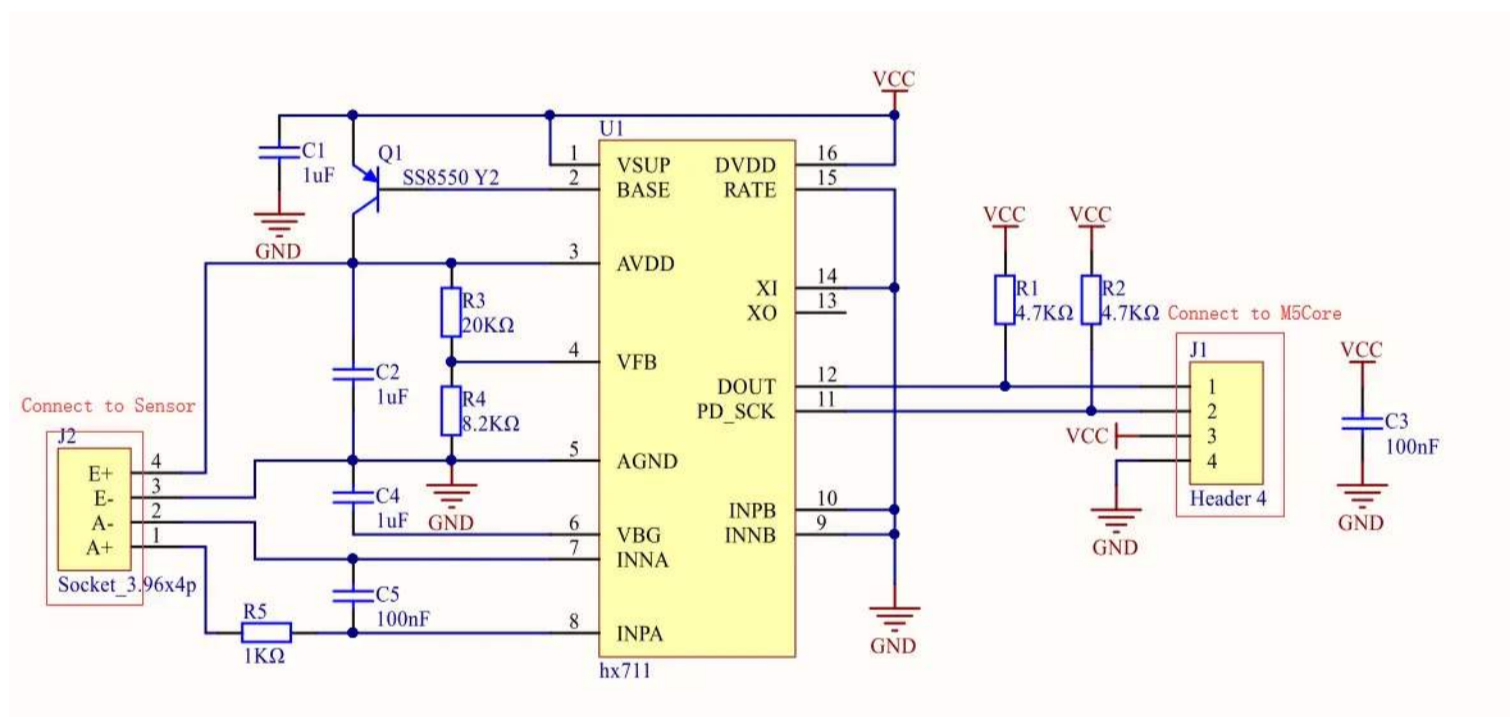 VCC
U1
C1
1uF
Q1
SS8550 Y2
GND
1
2
3
4
5
6
7
8
VSUP
BASE
AVDD
VFB
AGND
VBG
INNA
INPA
DVDD
RATE
XI
XO
DOUT
PD_SCK
INPB
INNB
16
15
14
13
12
11
10
9
hx711
R3
20KΩ
R4
8.2KΩ
GND
C2
1uF
C4
1uF
C5
100nF
R5
1KΩ
Connect to Sensor
J2
E+
E-
A-
A+
4
3
2
1
Socket_3.96x4p
GND
VCC
VCC
R1
4.7KΩ
R2
4.7KΩ
Connect to M5Core
J1
1
2
3
4
VCC
Header 4
GND
VCC
C3
100nF
GND